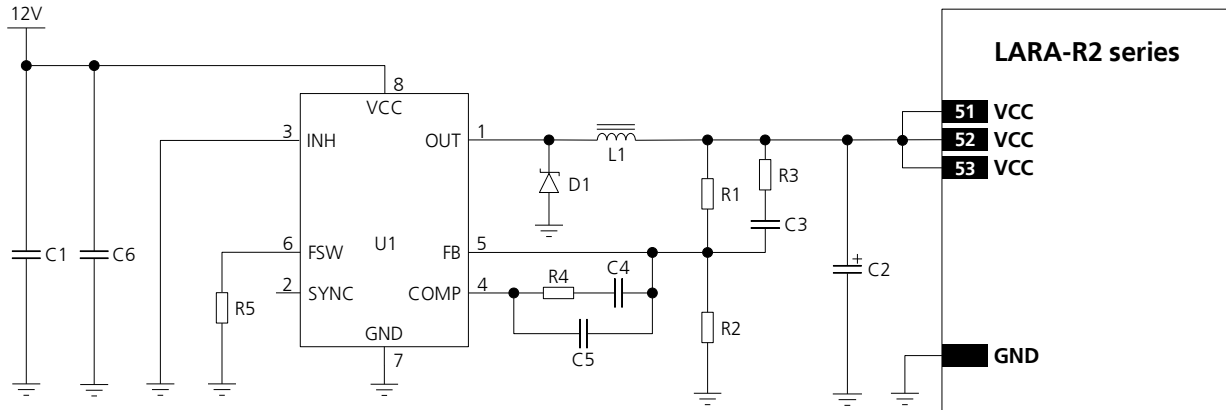 12V
LARA-R2 series
8
VCC
51 VCC
3 INH OUT 1
52 VCC
L1
53 VCC
D1
R1
R3
C3
C1
C6
6 FSW U1 FB 5
C2
R5
2 SYNC COMP 4
R4
C4
R2
GND
7
C5
GND
+